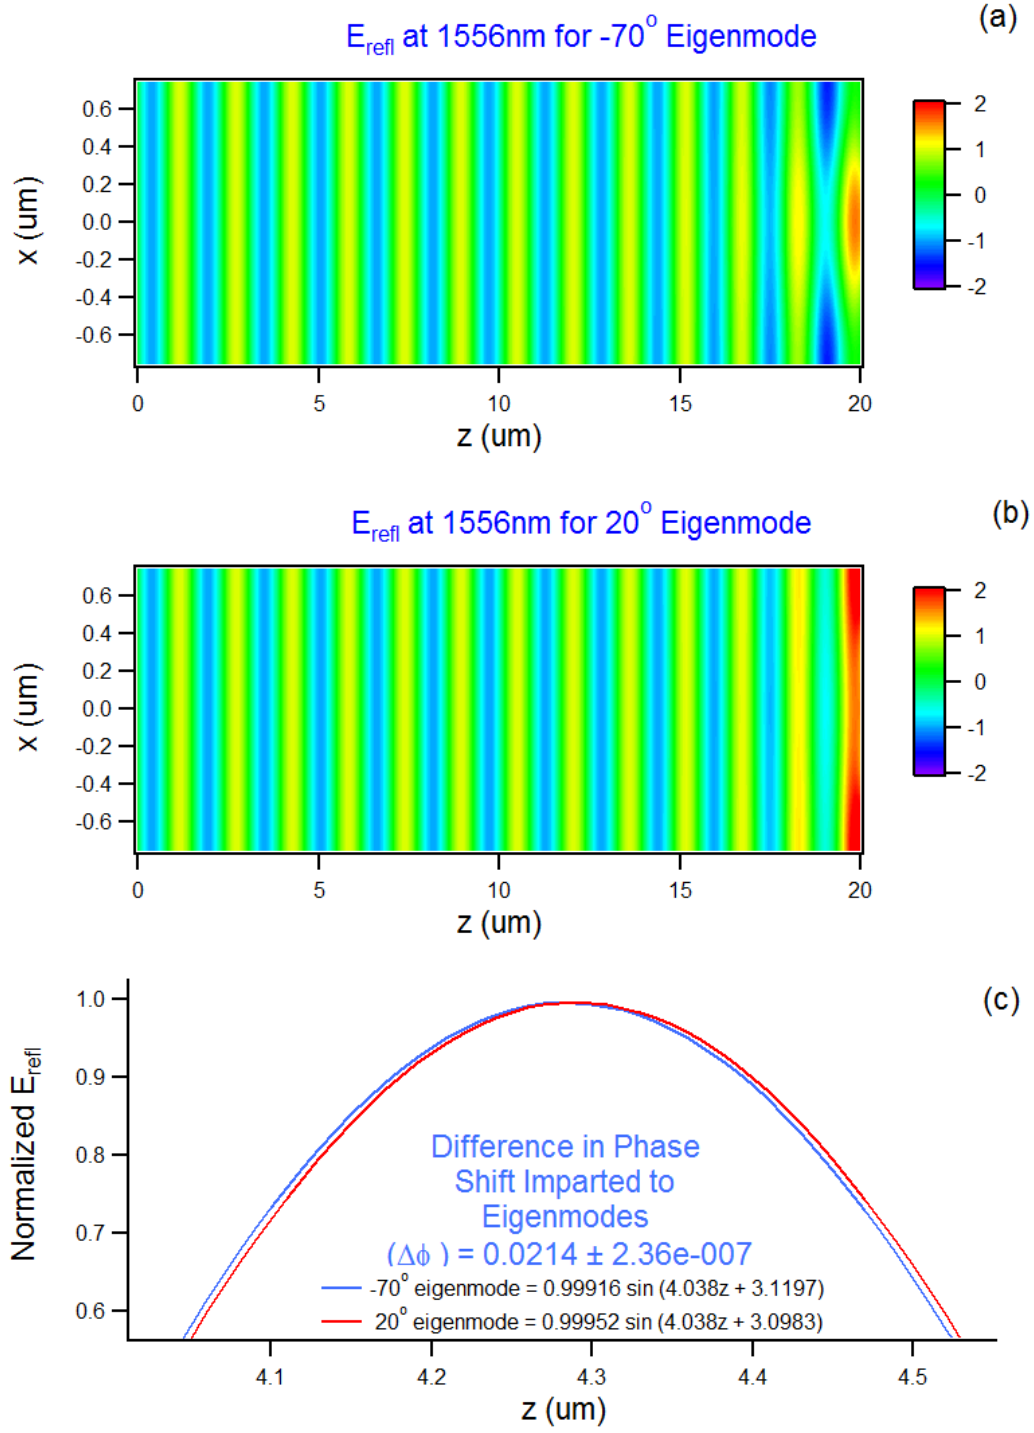 (a)
E_refl at 1556nm for -70° Eigenmode
0.6
0.4
0.2
0.0
-0.2
-0.4
-0.6
x (um)
0 5 10 15 20
z (um)
2
1
0
-1
-2
(b)
E_refl at 1556nm for 20° Eigenmode
0.6
0.4
0.2
0.0
-0.2
-0.4
-0.6
x (um)
0 5 10 15 20
z (um)
2
1
0
-1
-2
(c)
1.0
0.9
0.8
0.7
0.6
Normalized E_refl
Difference in Phase
Shift Imparted to
Eigenmodes
(Δϕ ) = 0.0214 ± 2.36e-007
-70° eigenmode = 0.99916 sin (4.038z + 3.1197)
20° eigenmode = 0.99952 sin (4.038z + 3.0983)
4.1 4.2 4.3 4.4 4.5
z (um)